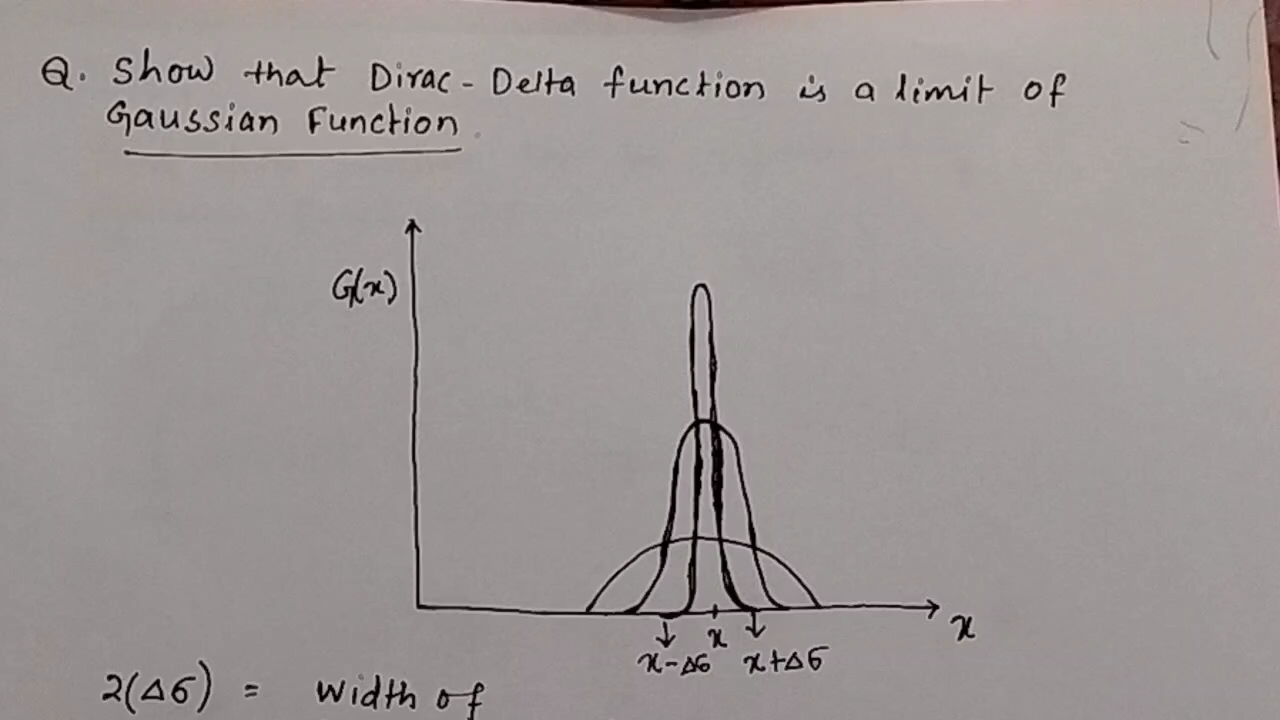 Q. Show that Dirac-Delta function is a limit of
Gaussian Function
G(x)
x
x-Δσ
x+Δσ
x
2(Δσ) = Width of